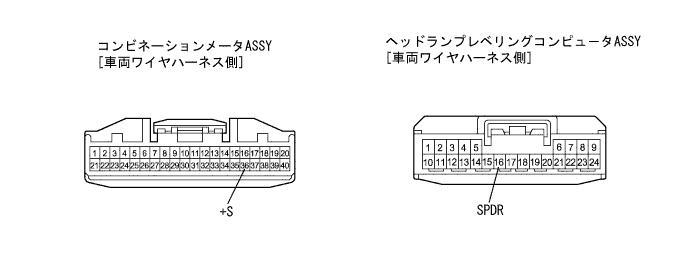 コンビネーションメータASSY
[車両ワイヤハーネス側]
ヘッドランプレベリングコンピュータASSY
[車両ワイヤハーネス側]
1 2 3 4 5 6 7 8 9 10 11 12 13 14 15 16 17 18 19 20
21 22 23 24 25 26 27 28 29 30 31 32 33 34 35 36 37 38 39 40
+S
1 2 3 4 5 6 7 8 9
10 11 12 13 14 15 16 17 18 19 20 21 22 23 24
SPDR